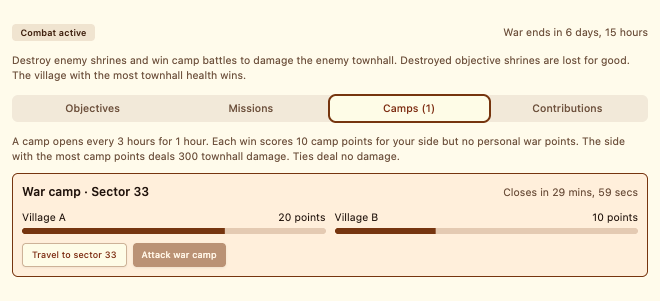 Combat active
War ends in 6 days, 15 hours
Destroy enemy shrines and win camp battles to damage the enemy townhall. Destroyed objective shrines are lost for good.
The village with the most townhall health wins.
Objectives
Missions
Camps (1)
Contributions
A camp opens every 3 hours for 1 hour. Each win scores 10 camp points for your side but no personal war points. The side
with the most camp points deals 300 townhall damage. Ties deal no damage.
War camp · Sector 33
Closes in 29 mins, 59 secs
Village A
20 points
Village B
10 points
Travel to sector 33
Attack war camp